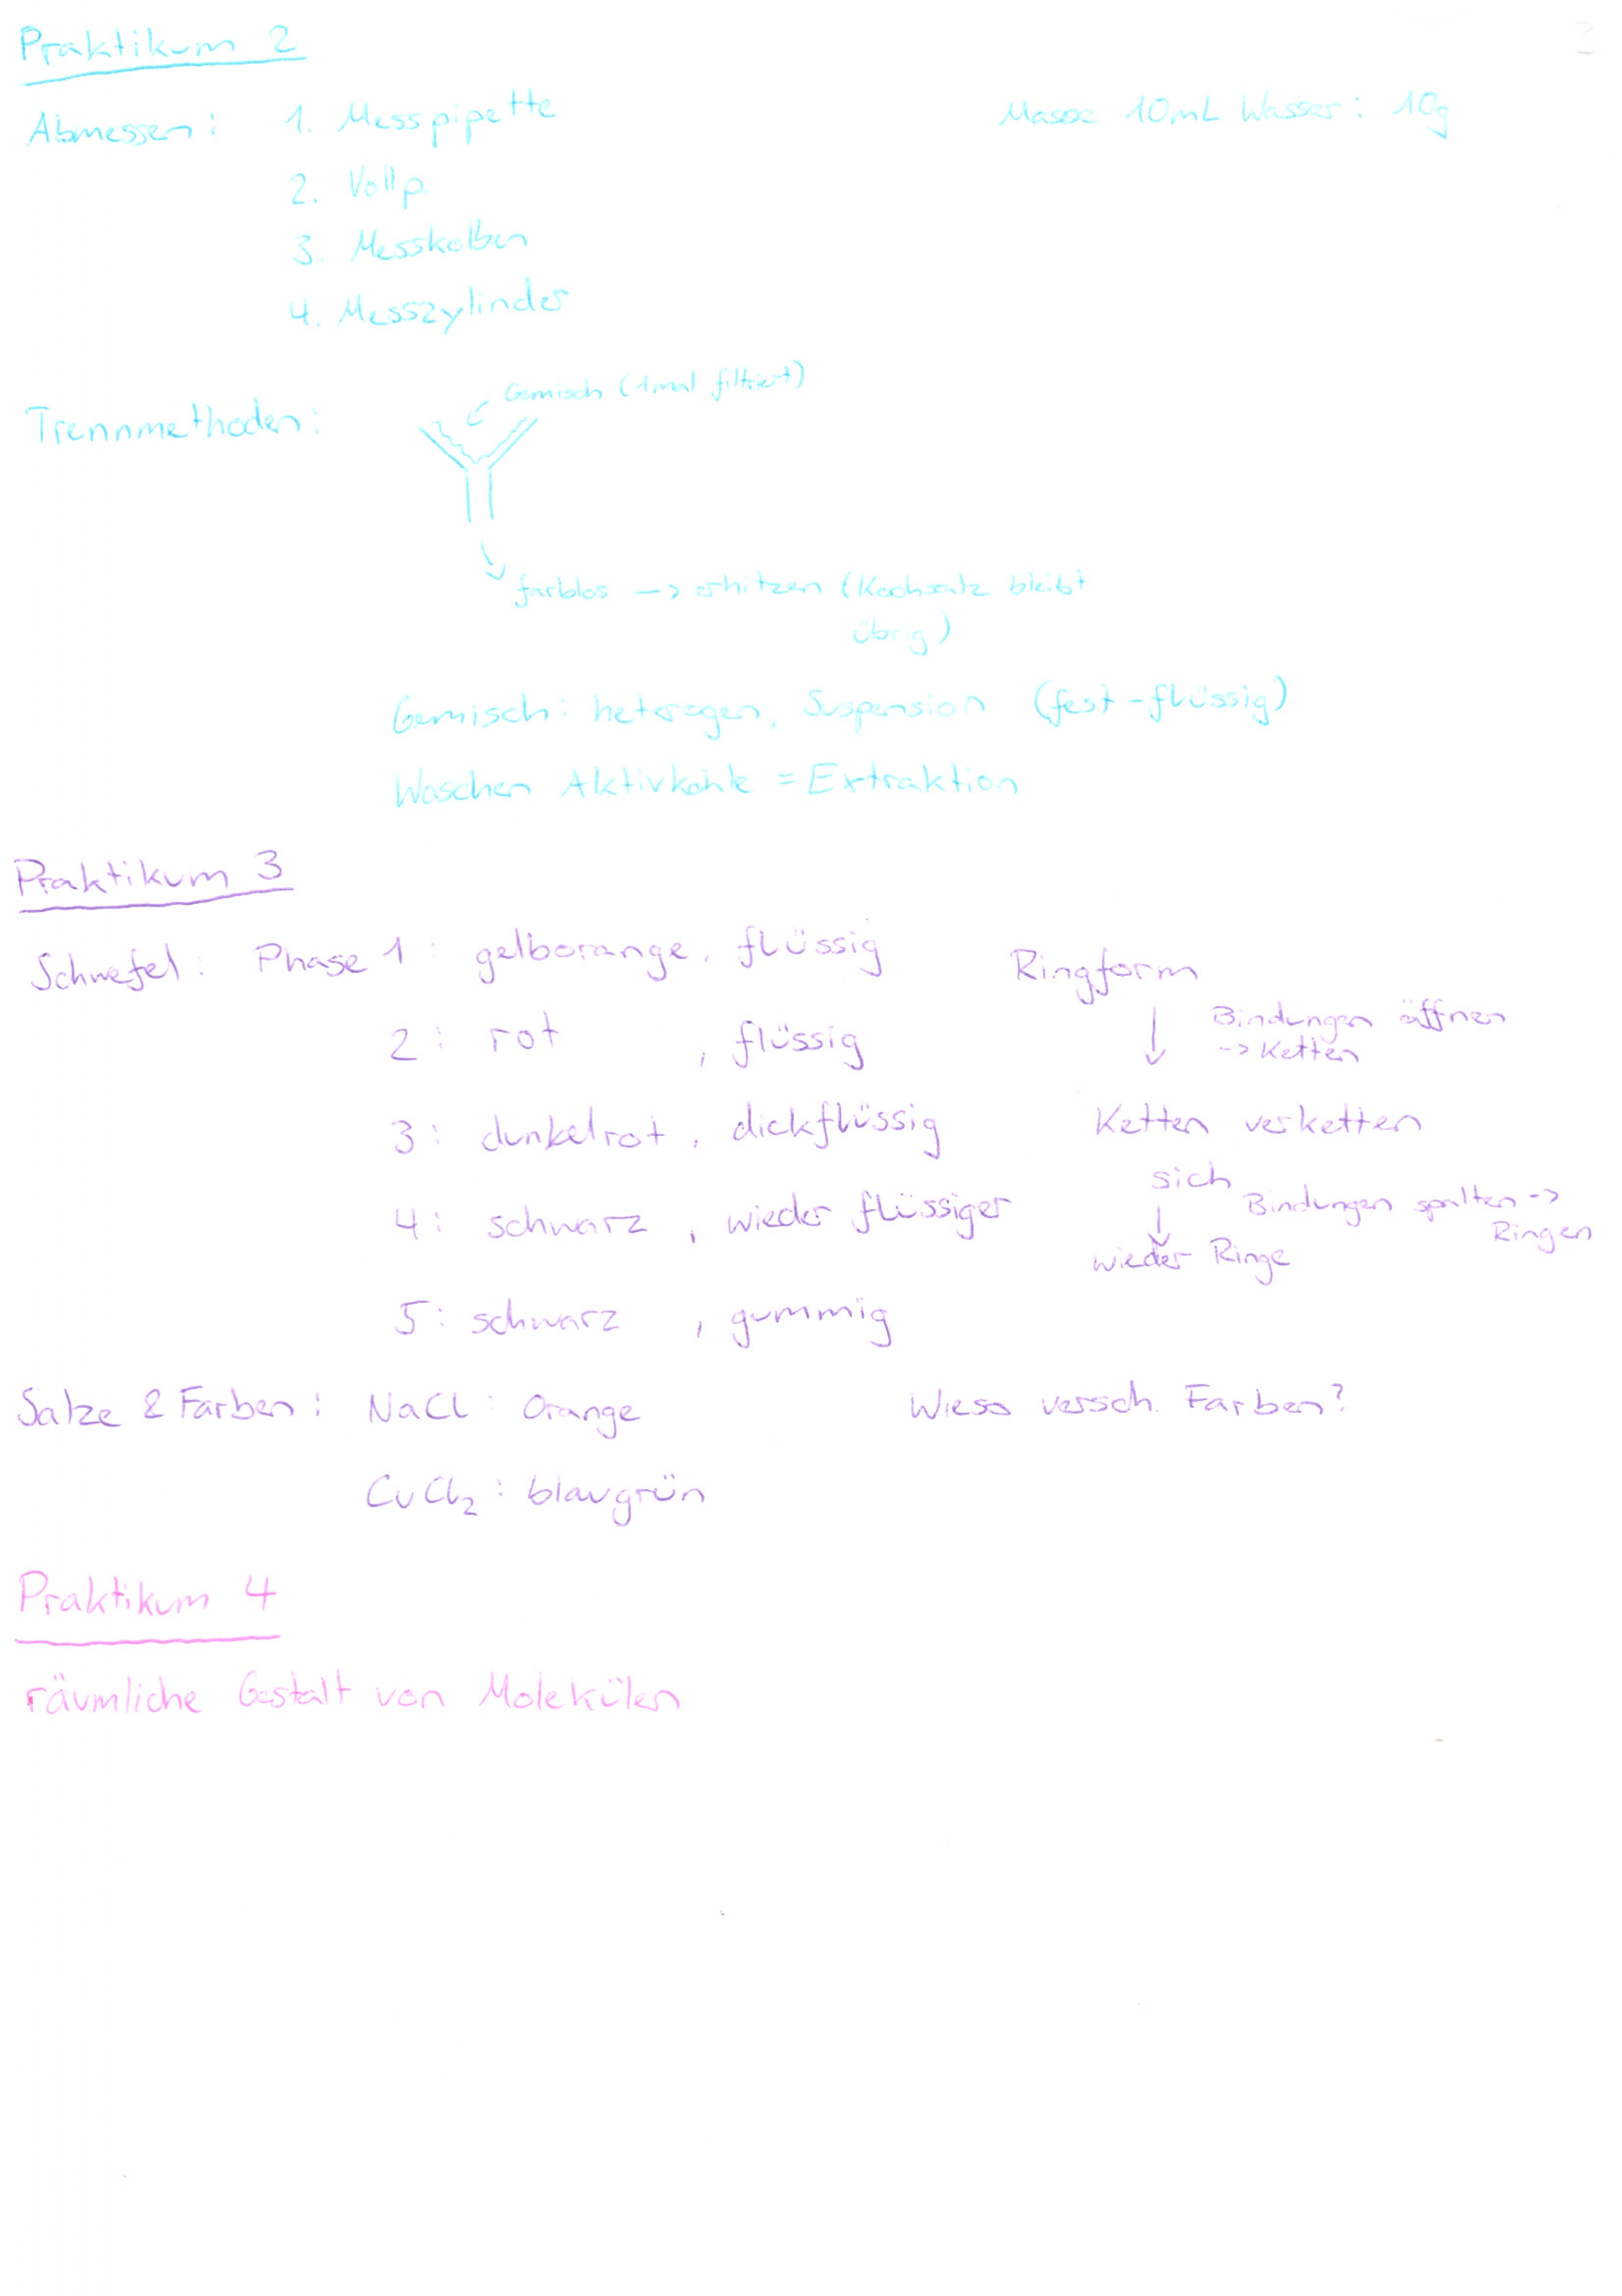 Praktikum 2
Abmessen: 1. Messpipette
Masse 10mL Wasser: 10g
2. Vollp.
3. Messkolben
4. Messzylinder
Trennmethoden:
Gemisch (1mal filtriert)
farblos -> erhitzen (Kochsalz bleibt
übrig)
Gemisch: heterogen, Suspension (fest-flüssig)
Waschen Aktivkohle = Extraktion
Praktikum 3
Schwefel: Phase 1: gelborange, flüssig
Ringform
2: rot, flüssig
Bindungen äffnen
-> Ketten
3: dunkelrot, dickflüssig
Ketten verketten
sich
4: schwarz, wieder flüssiger
Bindungen spalten ->
Ringen
wieder Ringe
5: schwarz, gummig
Salze & Farben: NaCl: Orange
Wieso versch. Farben?
CuCl₂: blaugrün
Praktikum 4
räumliche Gestalt von Molekülen